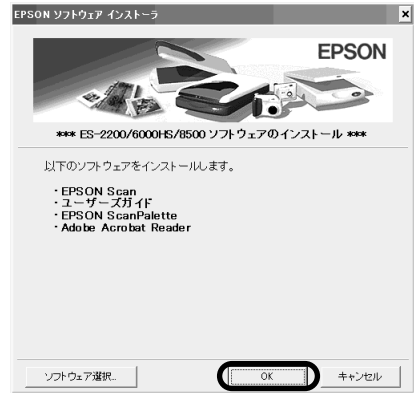 EPSON ソフトウェア インストーラ
EPSON
*** ES-2200/6000HS/8500 ソフトウェアのインストール ***
以下のソフトウェアをインストールします。
・EPSON Scan
・ユーザーズガイド
・EPSON ScanPalette
・Adobe Acrobat Reader
ソフトウェア選択...
OK
キャンセル